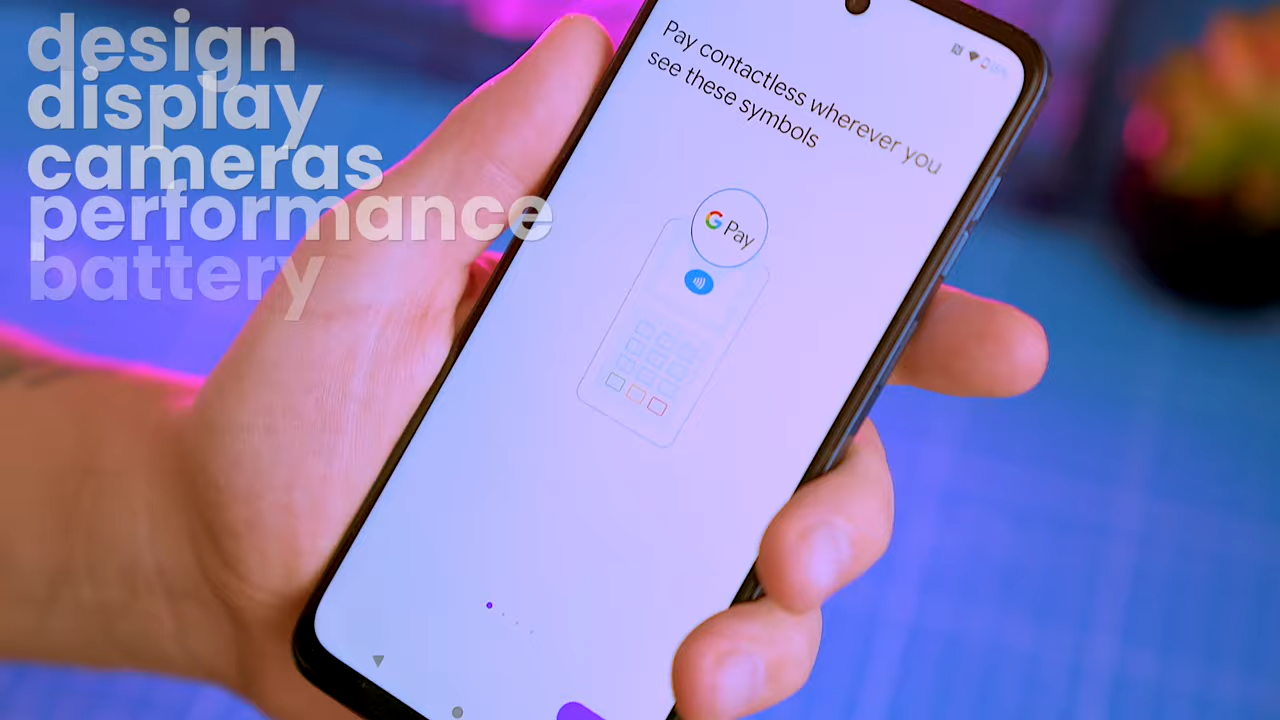 design
display
cameras
performance
battery
Pay contactless wherever you
see these symbols
G Pay